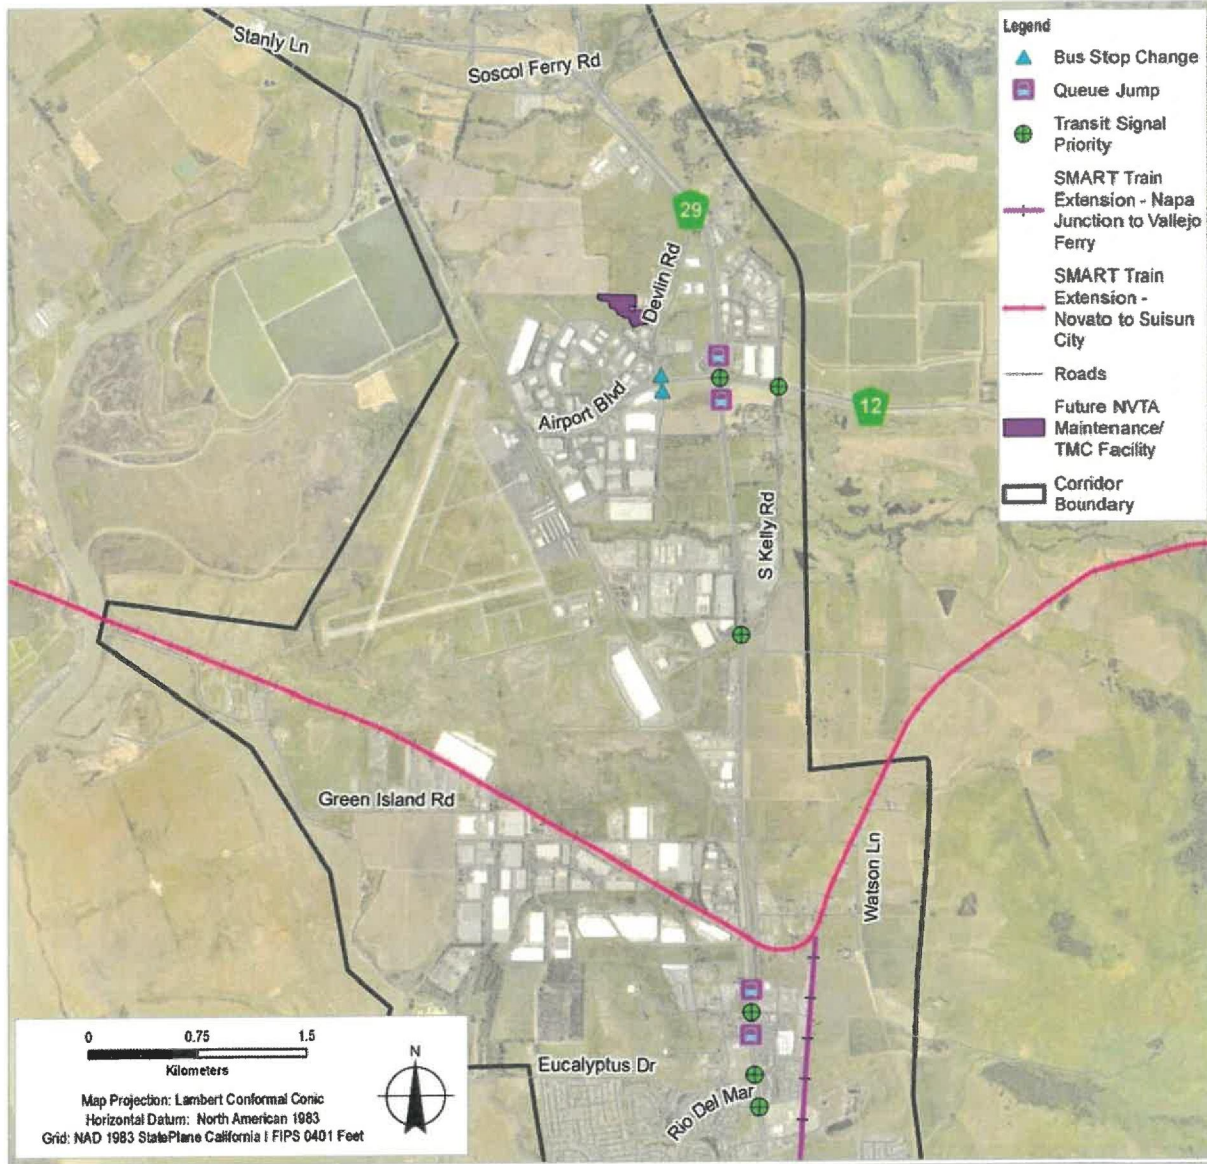 Stanly Ln
Soscol Ferry Rd
29
Devlin Rd
Airport Blvd
12
S Kelly Rd
Green Island Rd
Watson Ln
Eucalyptus Dr
Rio Del Mar
Legend
Bus Stop Change
Queue Jump
Transit Signal
Priority
SMART Train
Extension - Napa
Junction to Vallejo
Ferry
SMART Train
Extension -
Novato to Suisun
City
Roads
Future NVTA
Maintenance/
TMC Facility
Corridor
Boundary
0 0.75 1.5
Kilometers
N
Map Projection: Lambert Conformal Conic
Horizontal Datum: North American 1983
Grid: NAD 1983 StatePlane California I FIPS 0401 Feet